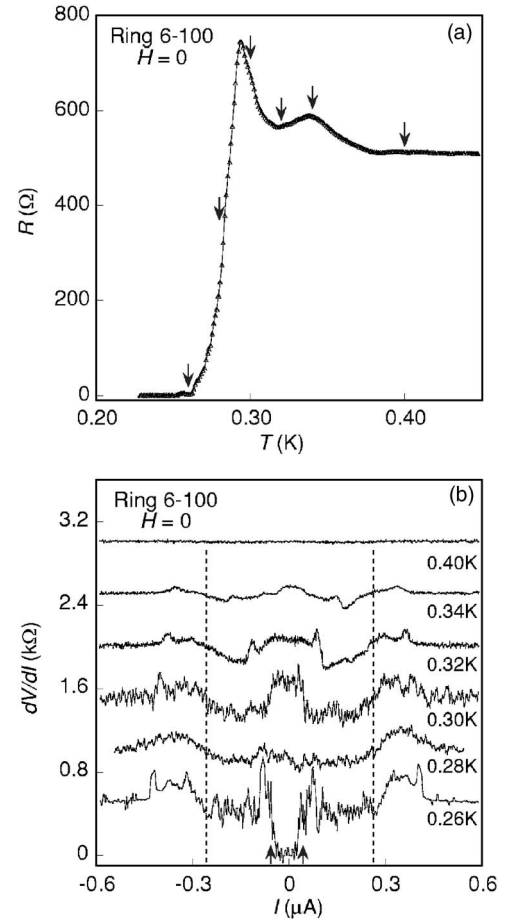 800
Ring 6-100
H = 0
(a)
600
400
200
0
R (Ω)
0.20
0.30
0.40
T (K)
Ring 6-100
H = 0
(b)
3.2
2.4
1.6
0.8
0
dV/dI (kΩ)
0.40K
0.34K
0.32K
0.30K
0.28K
0.26K
-0.6
-0.3
0
0.3
0.6
I (μA)